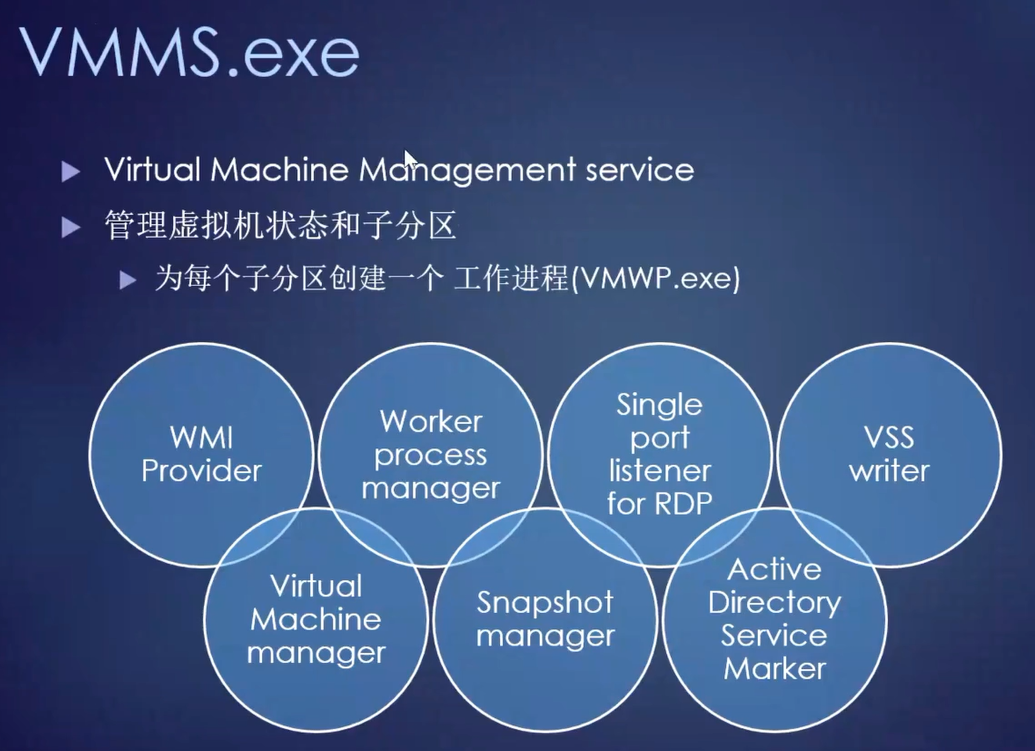 VMMS.exe
Virtual Machine Management service
管理虚拟机状态和子分区
为每个子分区创建一个 工作进程(VMWP.exe)
WMI
Provider
Worker
process
manager
Single
port
listener
for RDP
VSS
writer
Virtual
Machine
manager
Snapshot
manager
Active
Directory
Service
Marker